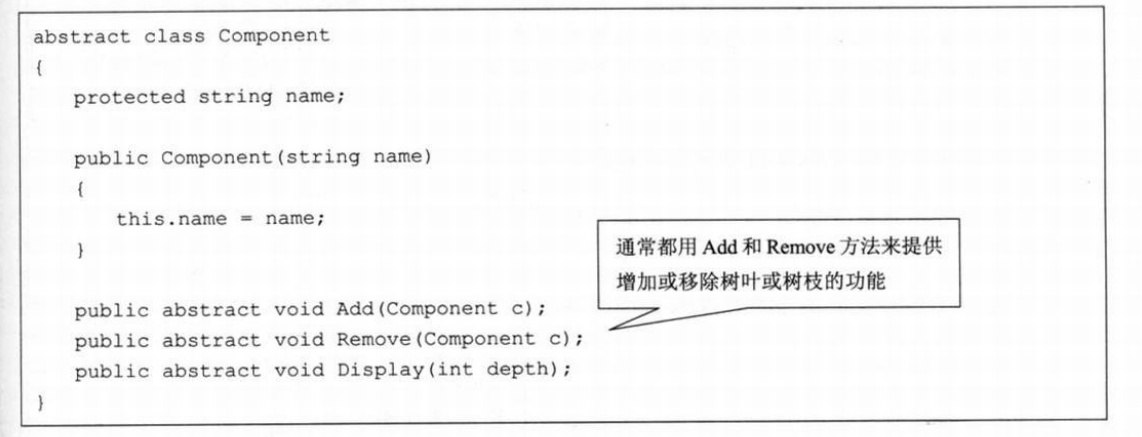 abstract class Component
{
protected string name;
public Component(string name)
{
this.name = name;
}
通常都用 Add 和 Remove 方法来提供
增加或移除树叶或树枝的功能
public abstract void Add(Component c);
public abstract void Remove(Component c);
public abstract void Display(int depth);
}